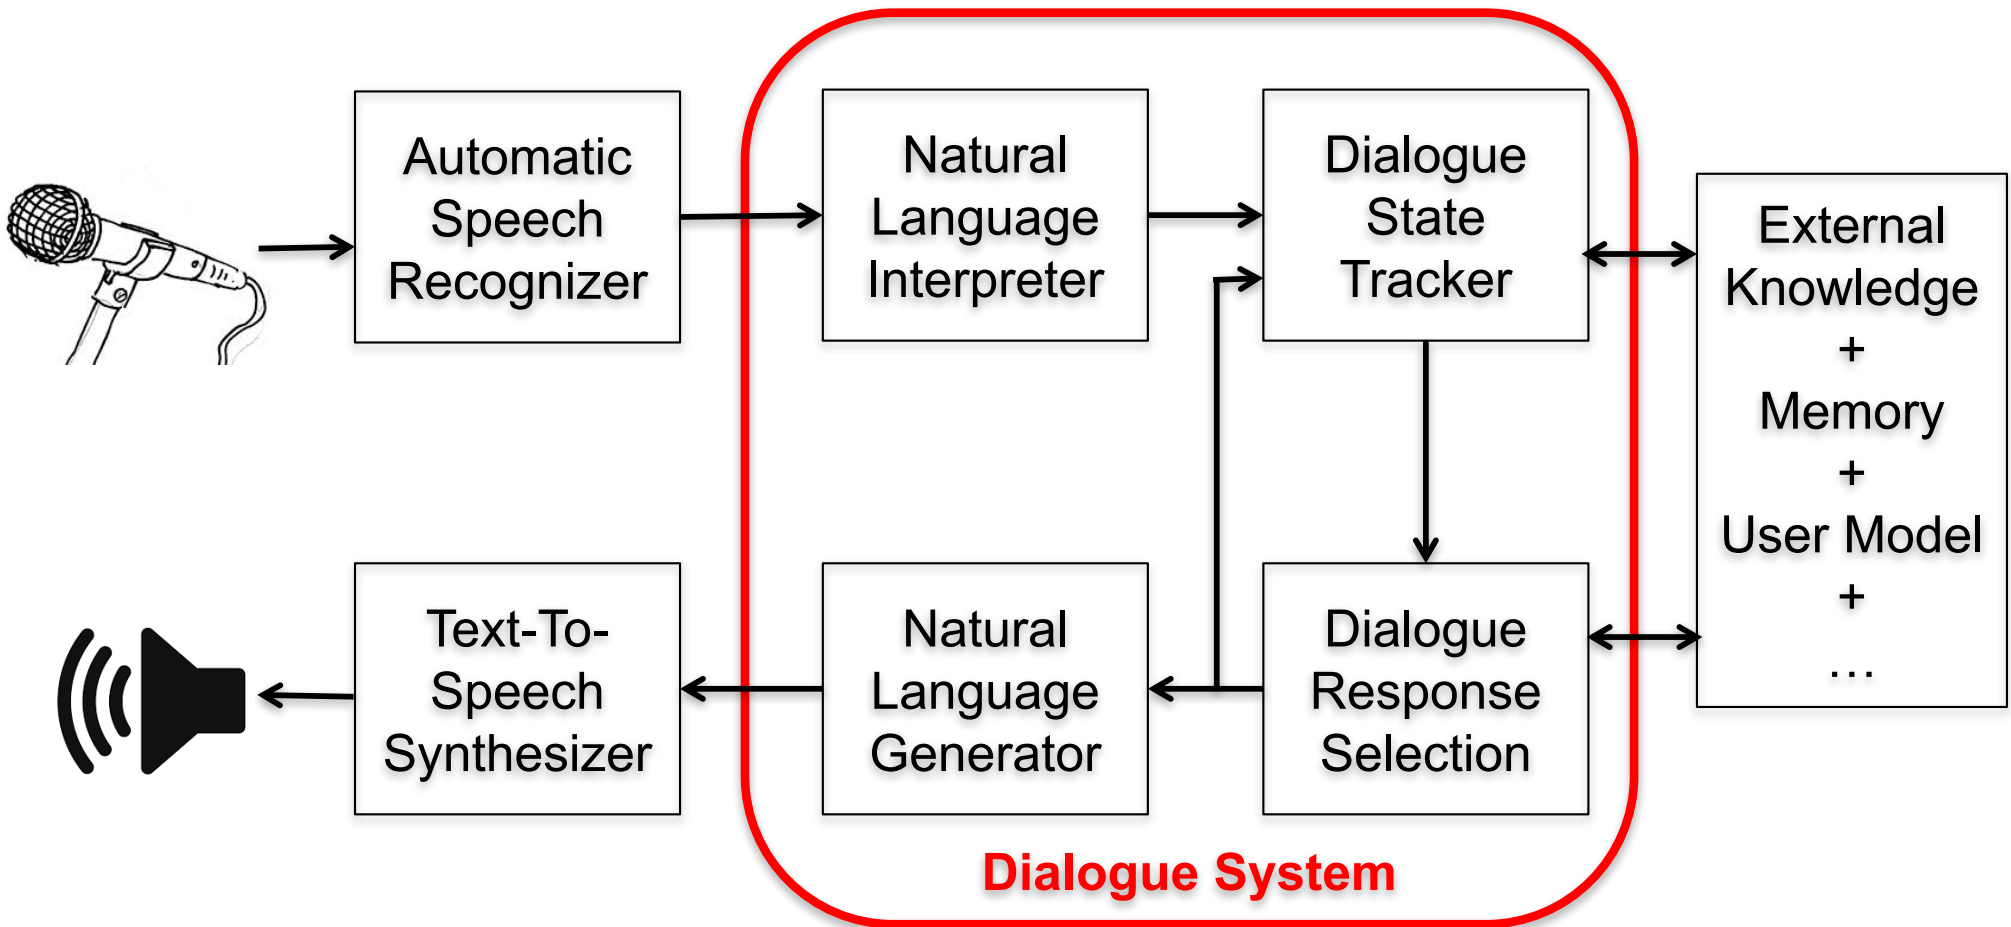 Automatic
Speech
Recognizer
Natural
Language
Interpreter
Dialogue
State
Tracker
External
Knowledge
+
Memory
+
User Model
+
...
Text-To-
Speech
Synthesizer
Natural
Language
Generator
Dialogue
Response
Selection
Dialogue System